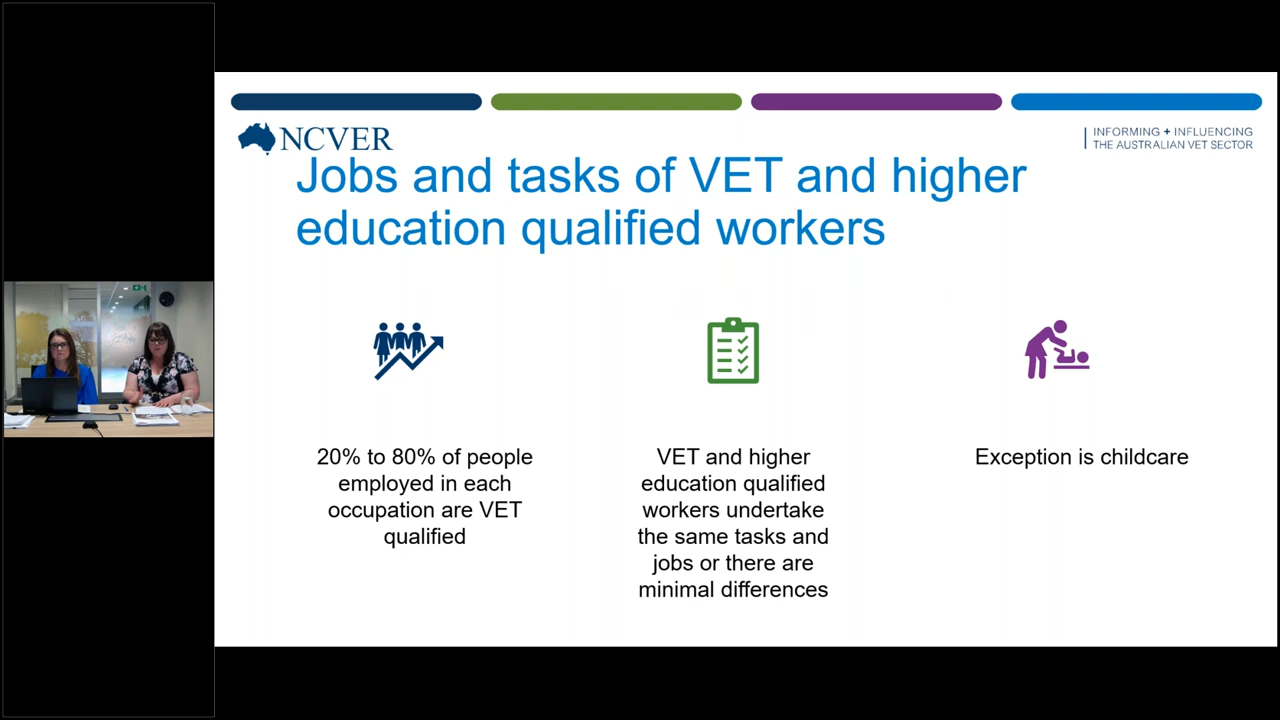 NCVER
INFORMING + INFLUENCING
THE AUSTRALIAN VET SECTOR
Jobs and tasks of VET and higher
education qualified workers
20% to 80% of people
employed in each
occupation are VET
qualified
VET and higher
education qualified
workers undertake
the same tasks and
jobs or there are
minimal differences
Exception is childcare